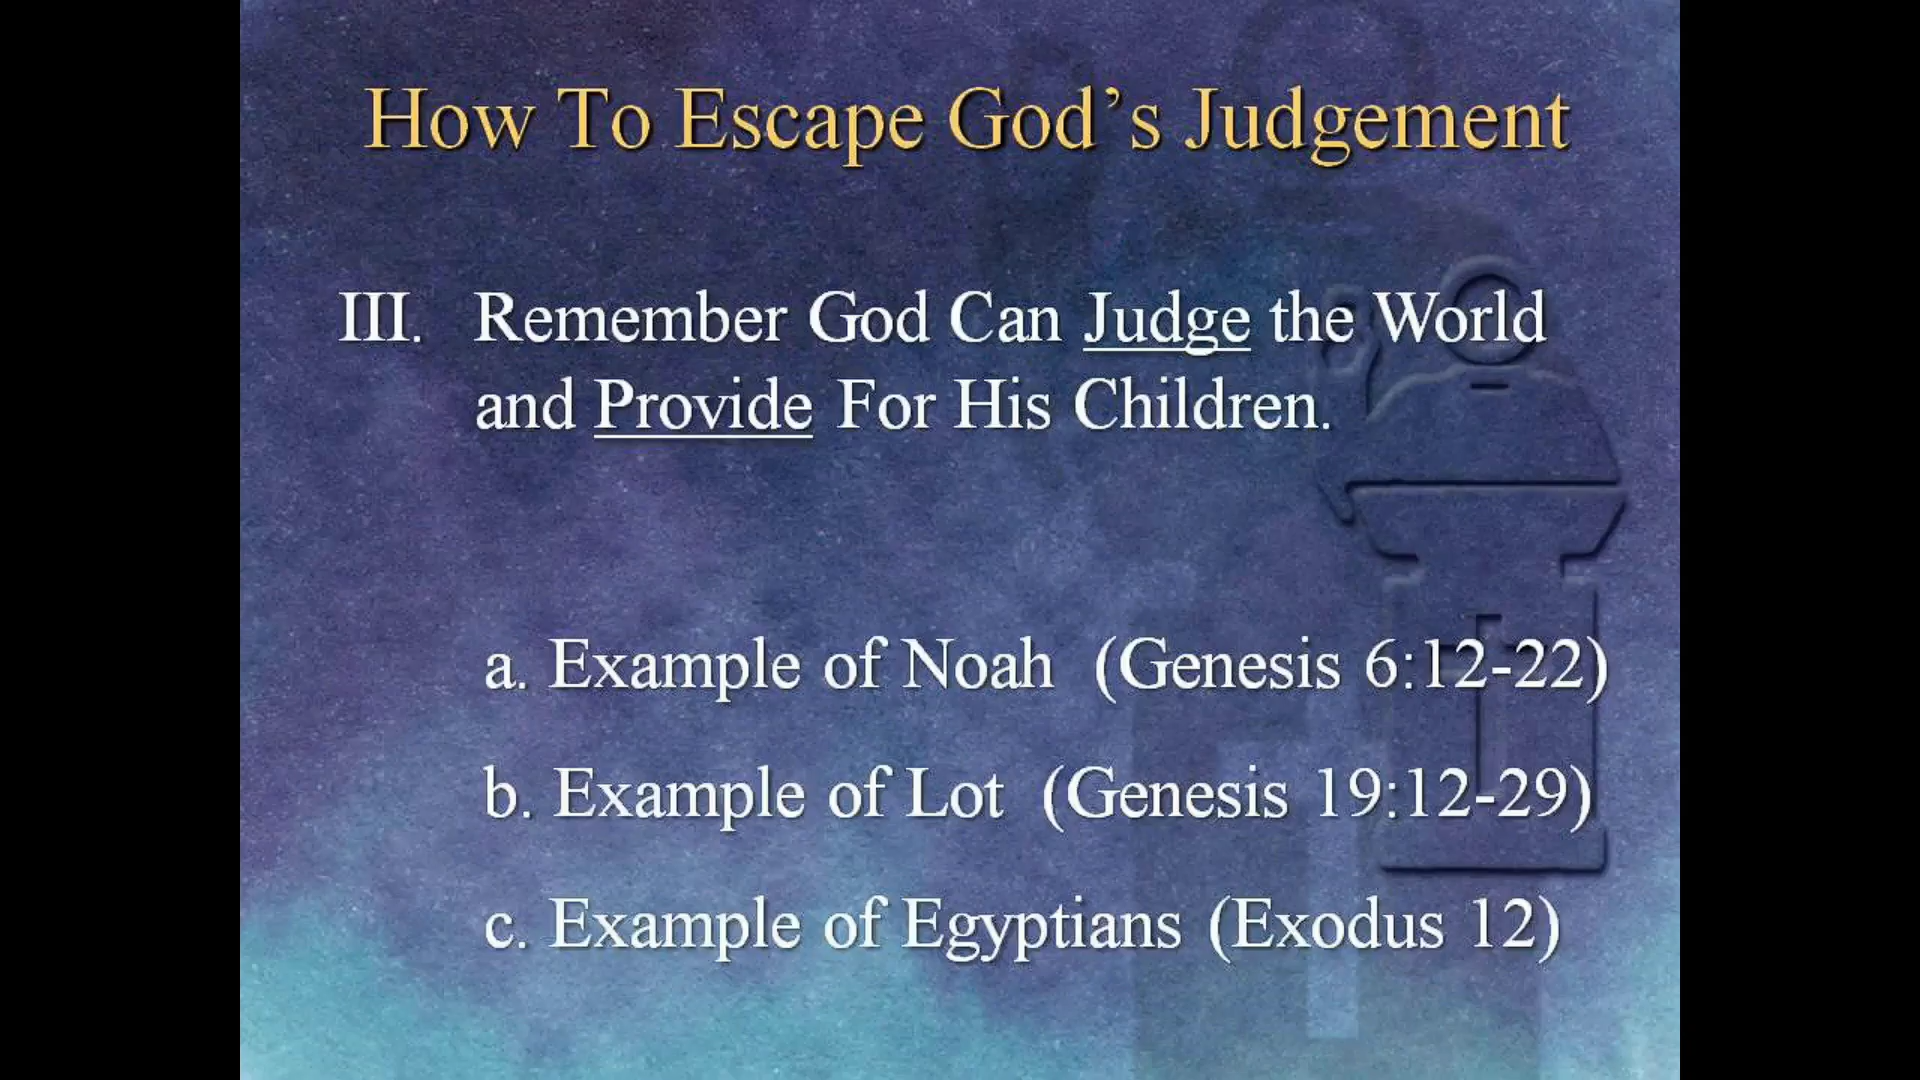 How To Escape God’s Judgement
III. Remember God Can Judge the World
and Provide For His Children.
a. Example of Noah (Genesis 6:12-22)
b. Example of Lot (Genesis 19:12-29)
c. Example of Egyptians (Exodus 12)